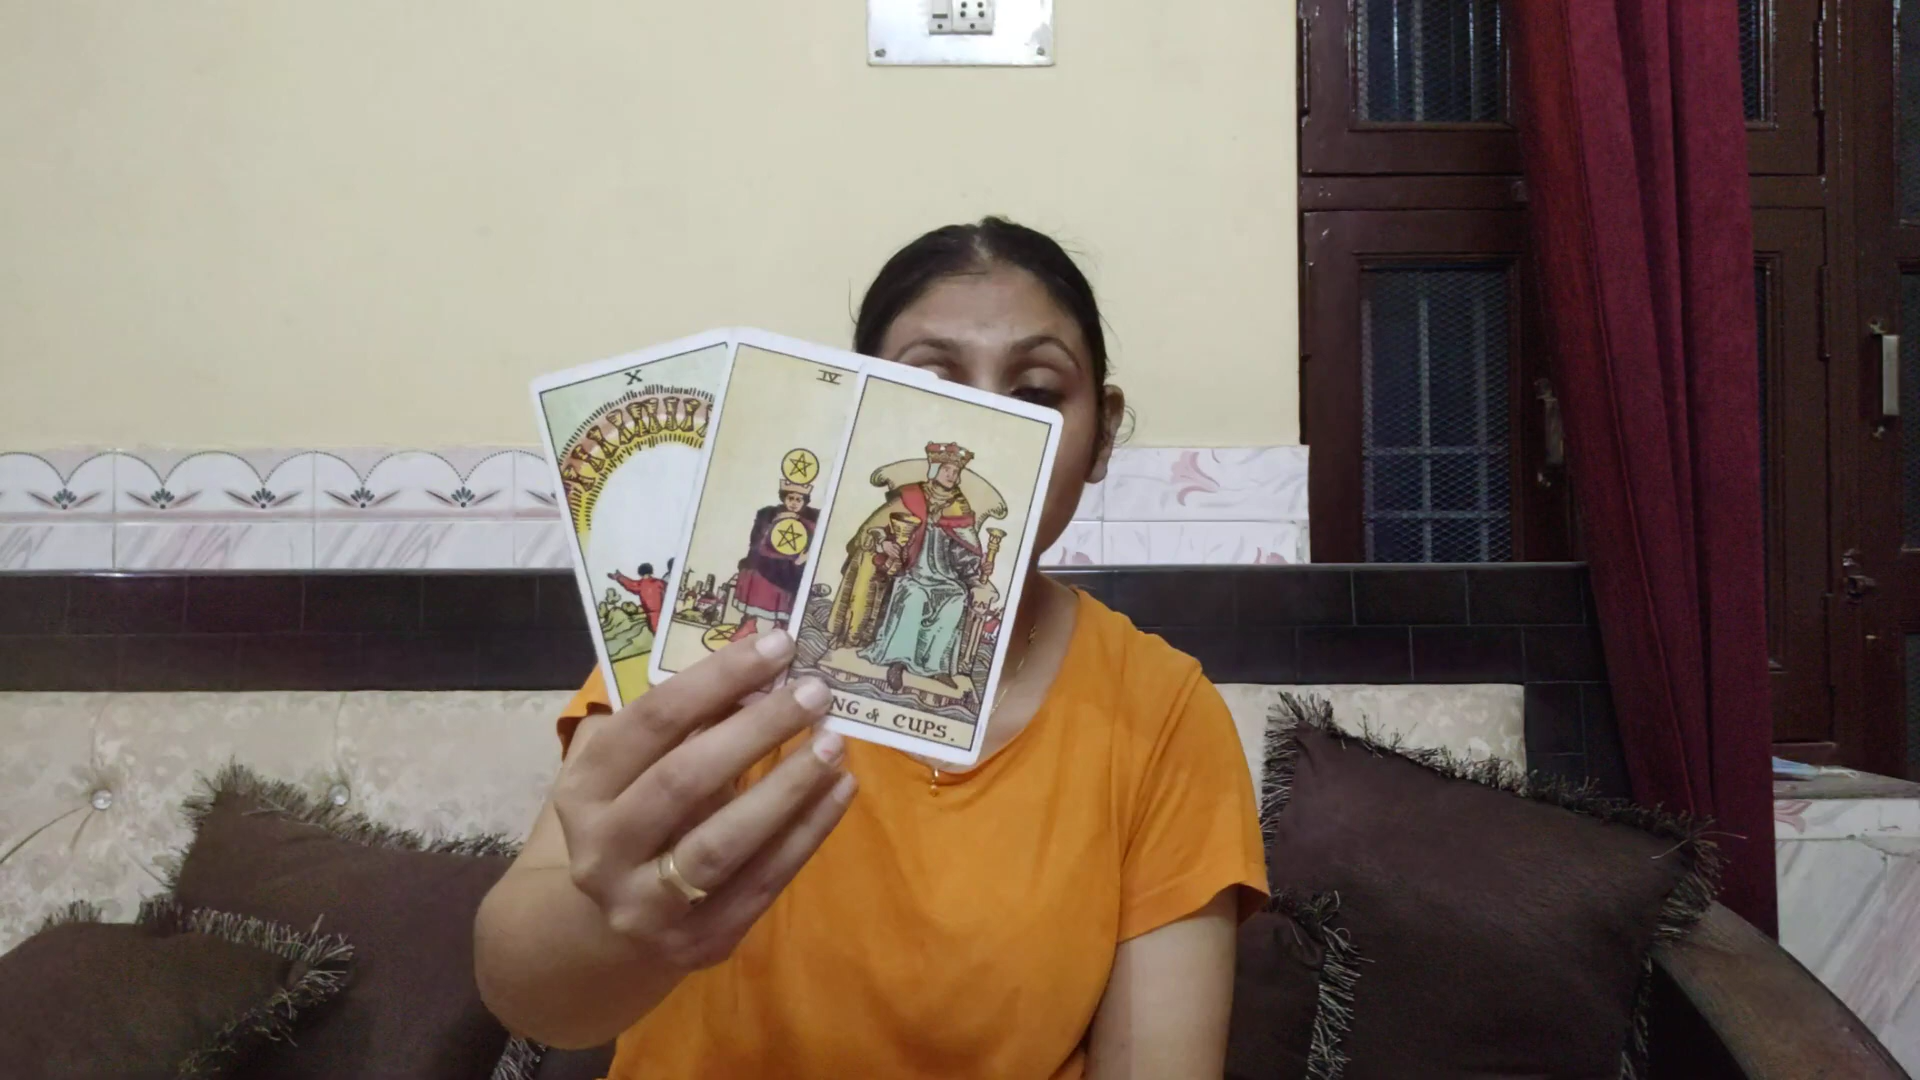 X
IV
NG of CUPS.